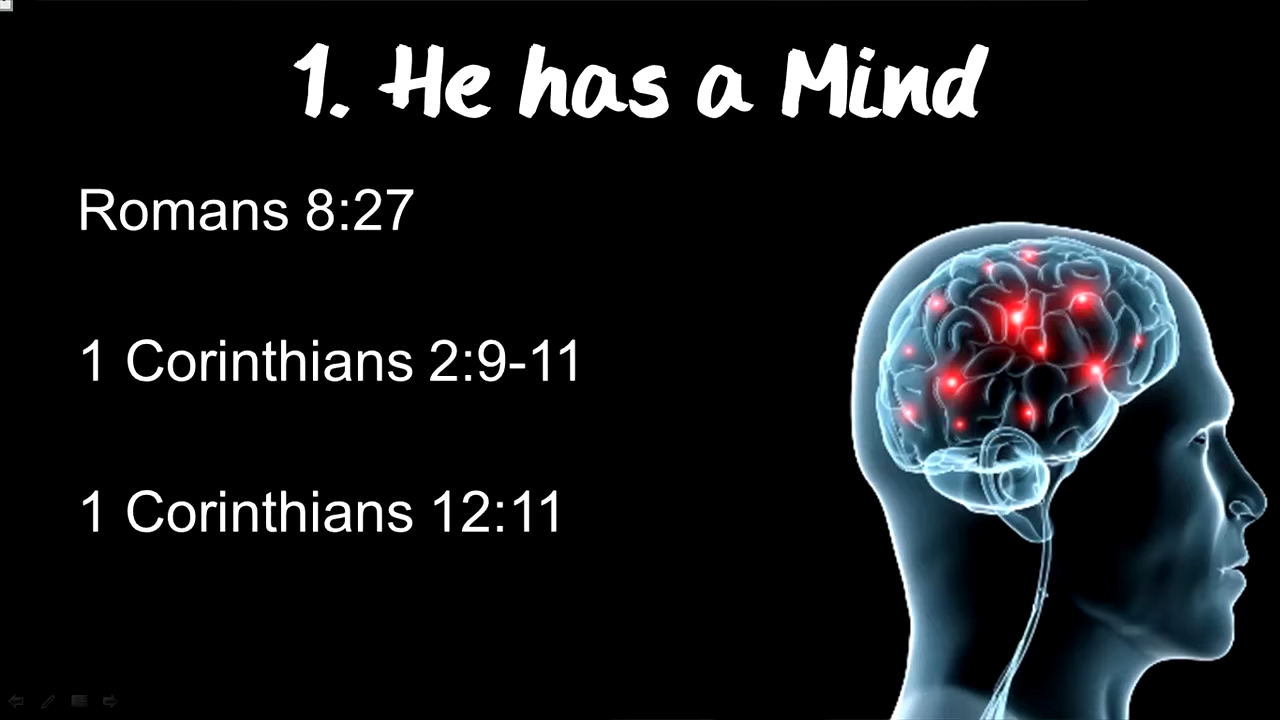 1. He has a Mind
Romans 8:27
1 Corinthians 2:9-11
1 Corinthians 12:11